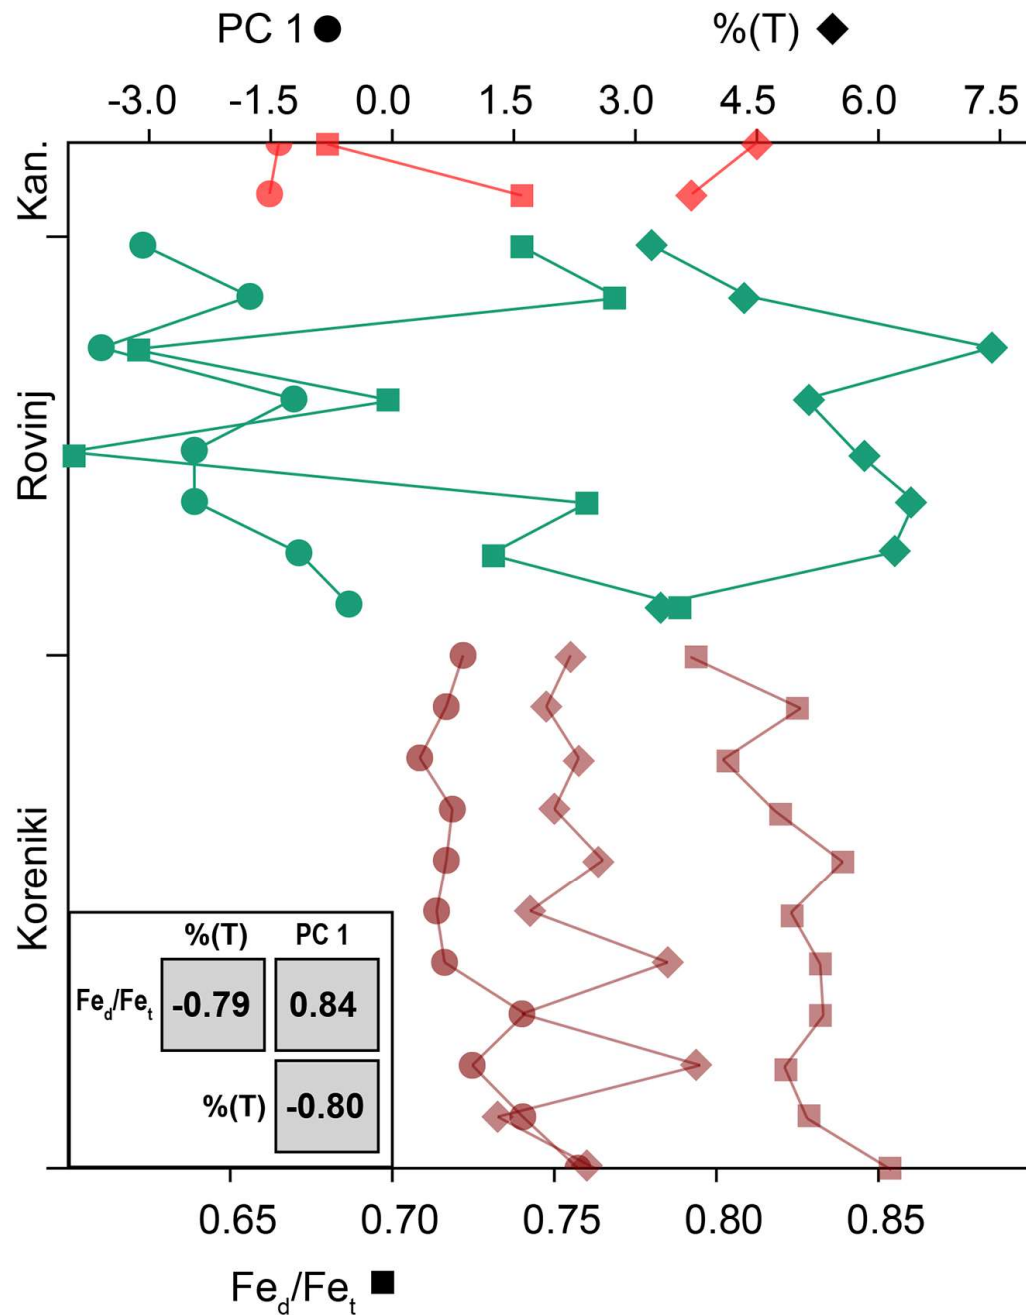 PC 1 %(T)
-3.0 -1.5 0.0 1.5 3.0 4.5 6.0 7.5
Kan.
Rovinj
Koreniki
%(T) PC 1
Fed/Fet -0.79 0.84
%(T) -0.80
0.65 0.70 0.75 0.80 0.85
Fed/Fet